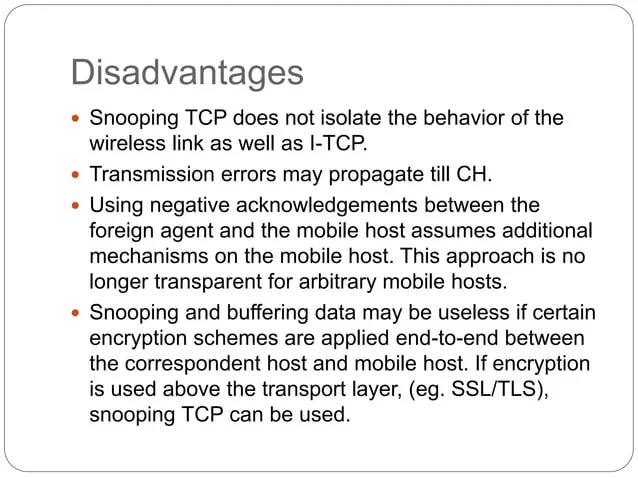 Disadvantages
• Snooping TCP does not isolate the behavior of the
wireless link as well as I-TCP.
• Transmission errors may propagate till CH.
• Using negative acknowledgements between the
foreign agent and the mobile host assumes additional
mechanisms on the mobile host. This approach is no
longer transparent for arbitrary mobile hosts.
• Snooping and buffering data may be useless if certain
encryption schemes are applied end-to-end between
the correspondent host and mobile host. If encryption
is used above the transport layer, (eg. SSL/TLS),
snooping TCP can be used.